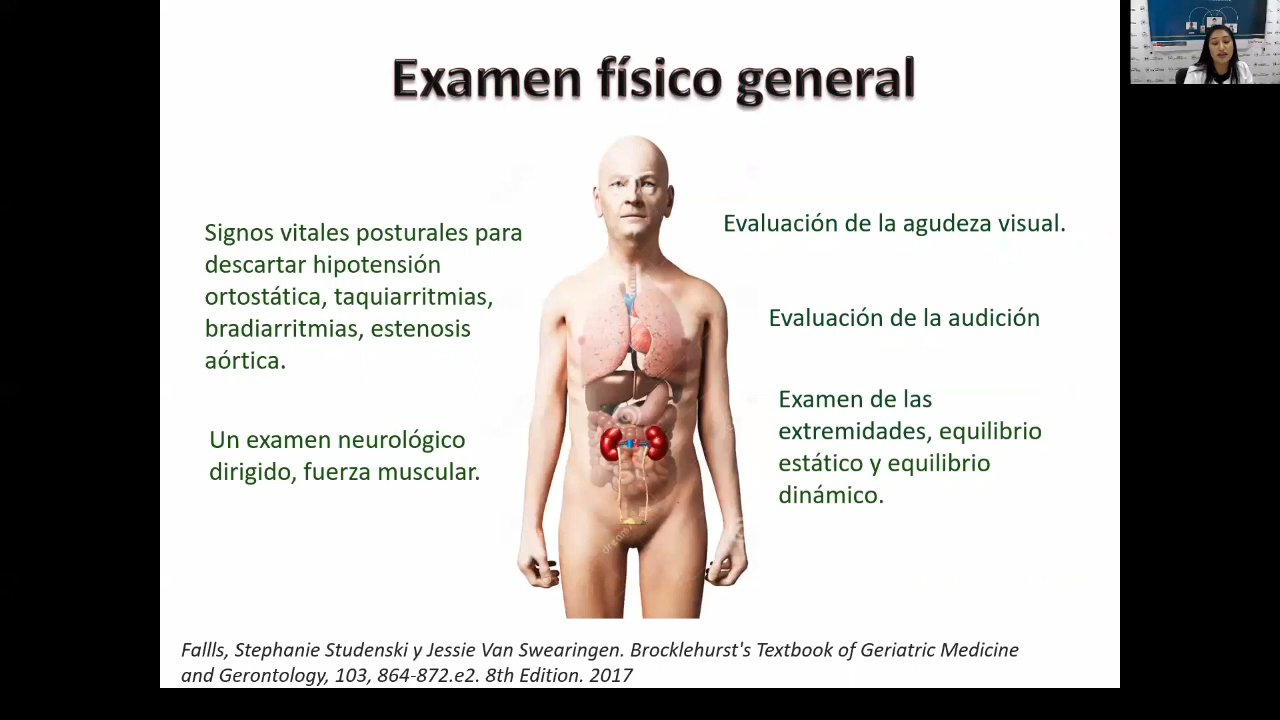 Examen físico general
Signos vitales posturales para
descartar hipotensión
ortostática, taquiarritmias,
bradiarritmias, estenosis
aórtica.
Un examen neurológico
dirigido, fuerza muscular.
Evaluación de la agudeza visual.
Evaluación de la audición
Examen de las
extremidades, equilibrio
estático y equilibrio
dinámico.
Fallls, Stephanie Studenski y Jessie Van Swearingen. Brocklehurst's Textbook of Geriatric Medicine
and Gerontology, 103, 864-872.e2. 8th Edition. 2017